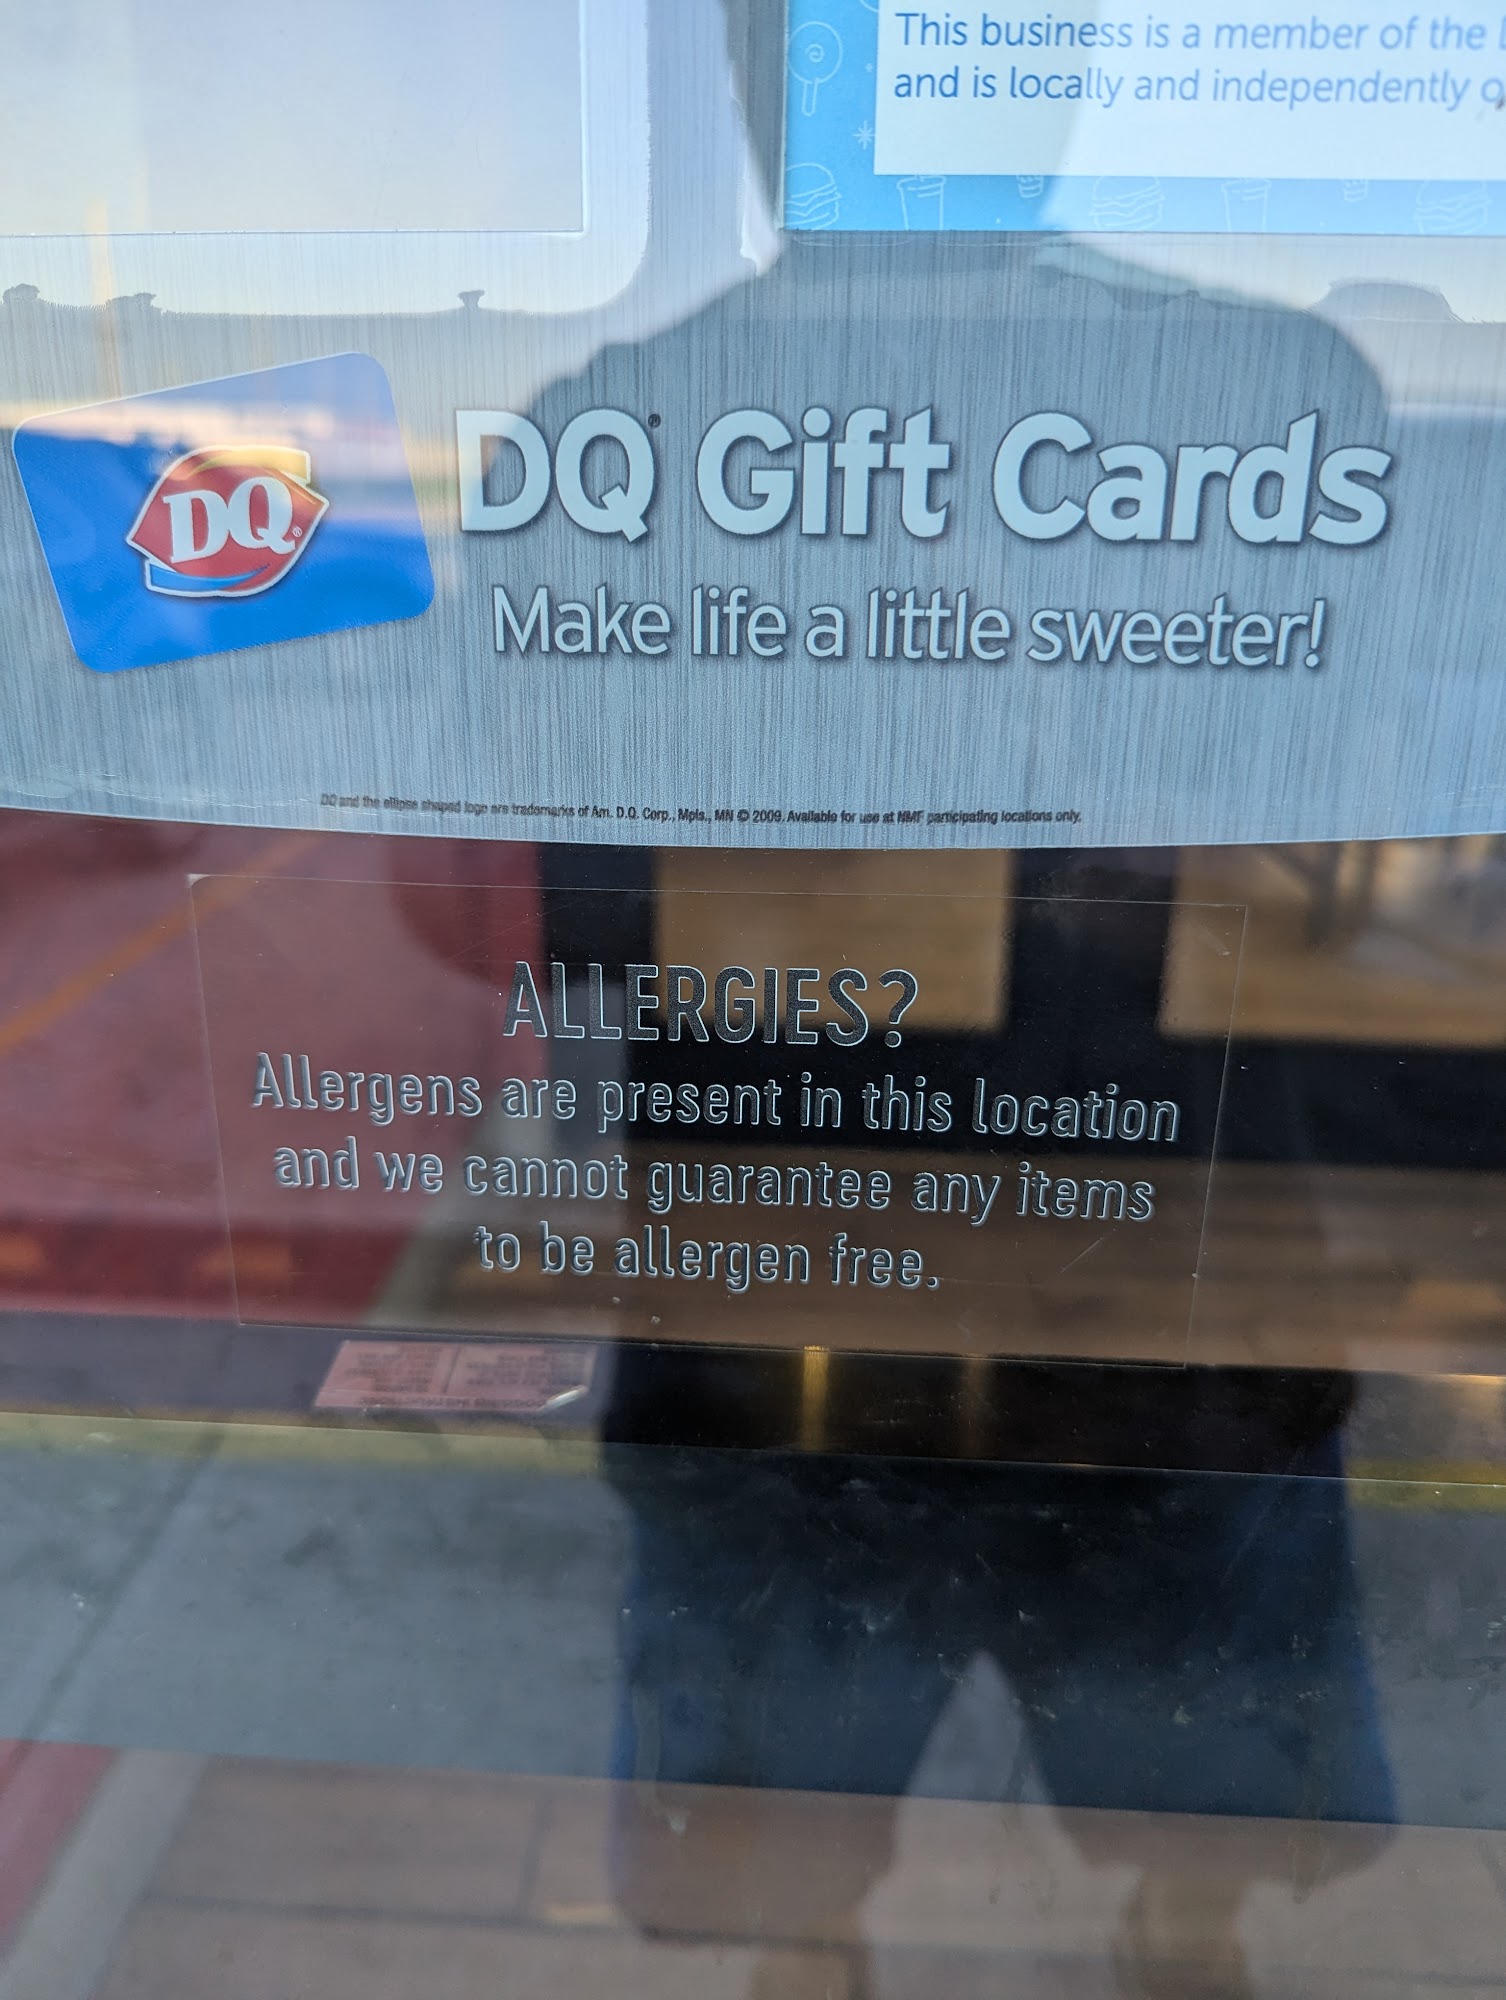 This business is a member of the
and is locally and independently
DQ®
DQ® Gift Cards
Make life a little sweeter!
DQ and the ellipse shaped logo are trademarks of Am. D.Q. Corp., Mpls., MN © 2009. Available for use at NMF participating locations only.
ALLERGIES?
Allergens are present in this location
and we cannot guarantee any items
to be allergen free.